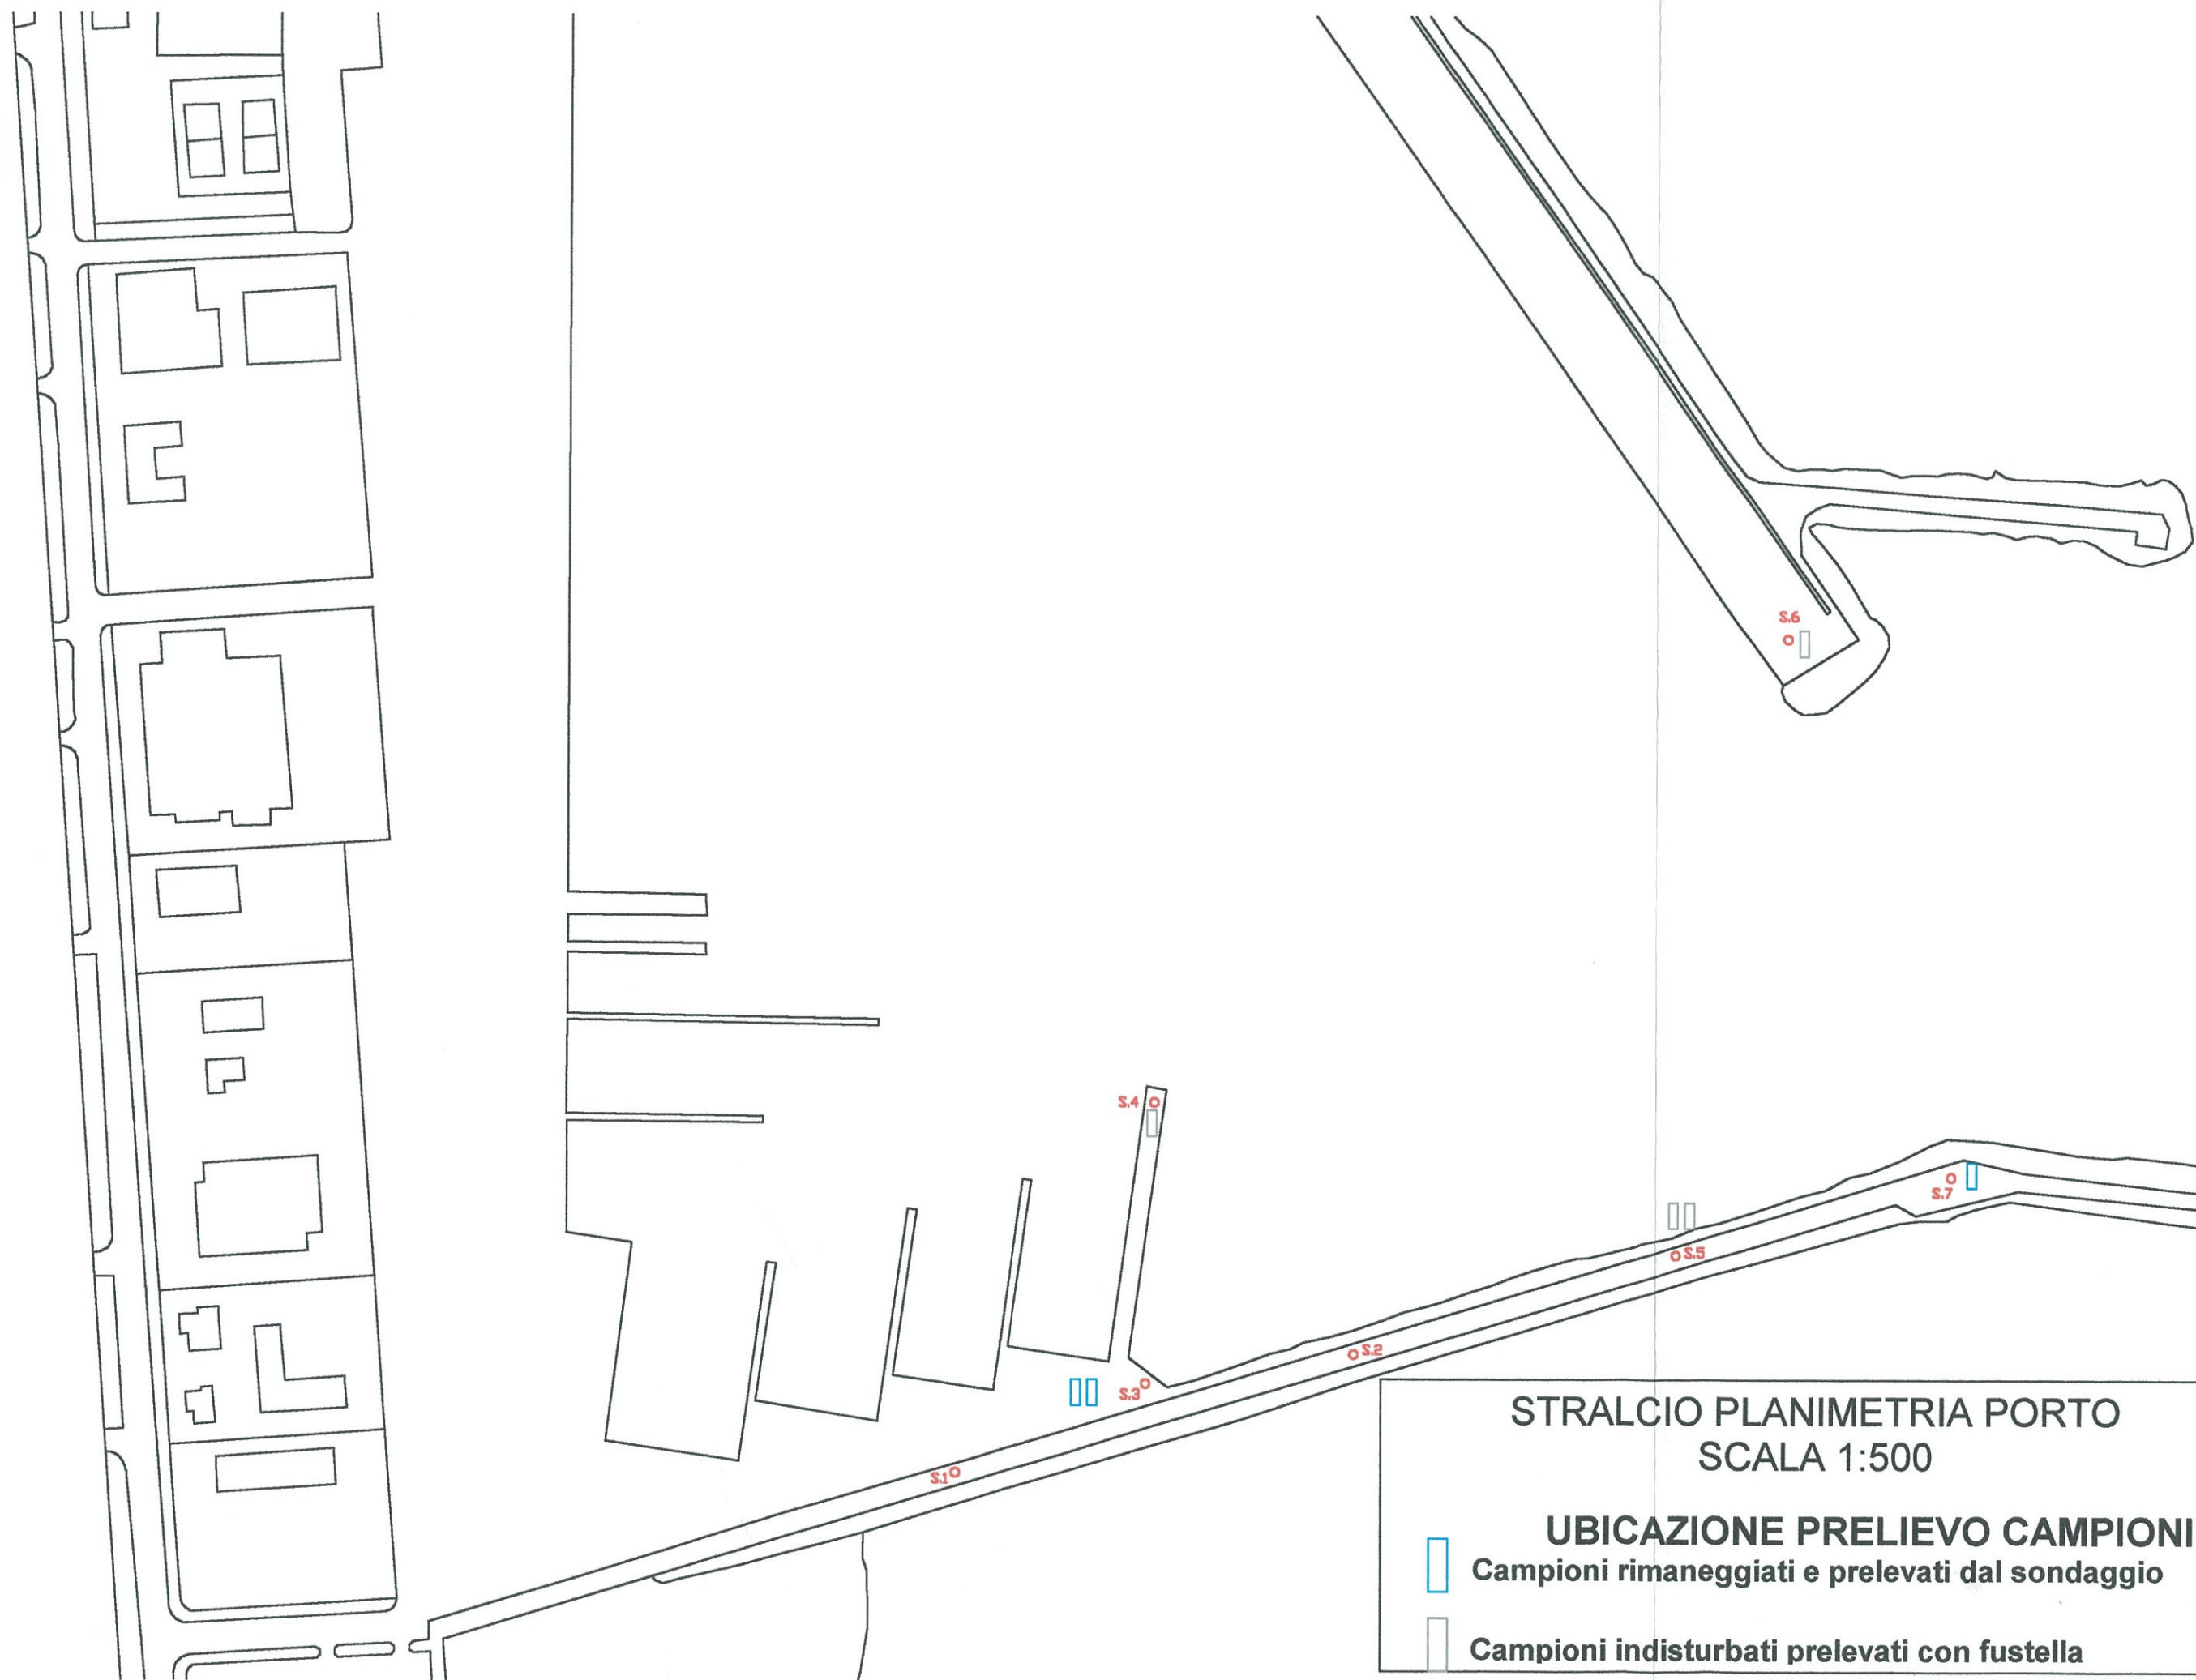 S.6
S.4
S.7
S.5
S.2
S.3
S.1
STRALCIO PLANIMETRIA PORTO
SCALA 1:500
UBICAZIONE PRELIEVO CAMPIONI
Campioni rimaneggiati e prelevati dal sondaggio
Campioni indisturbati prelevati con fustella